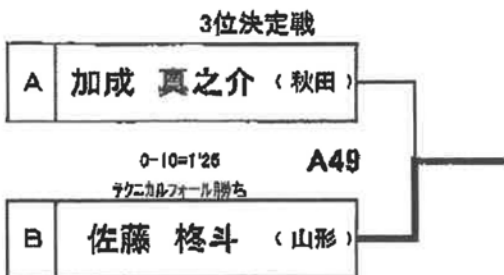 3位決定戦
A 加成 真之介 (秋田)
0-10=1'26 A49
テクニカルフォール勝ち
B 佐藤 柊斗 (山形)